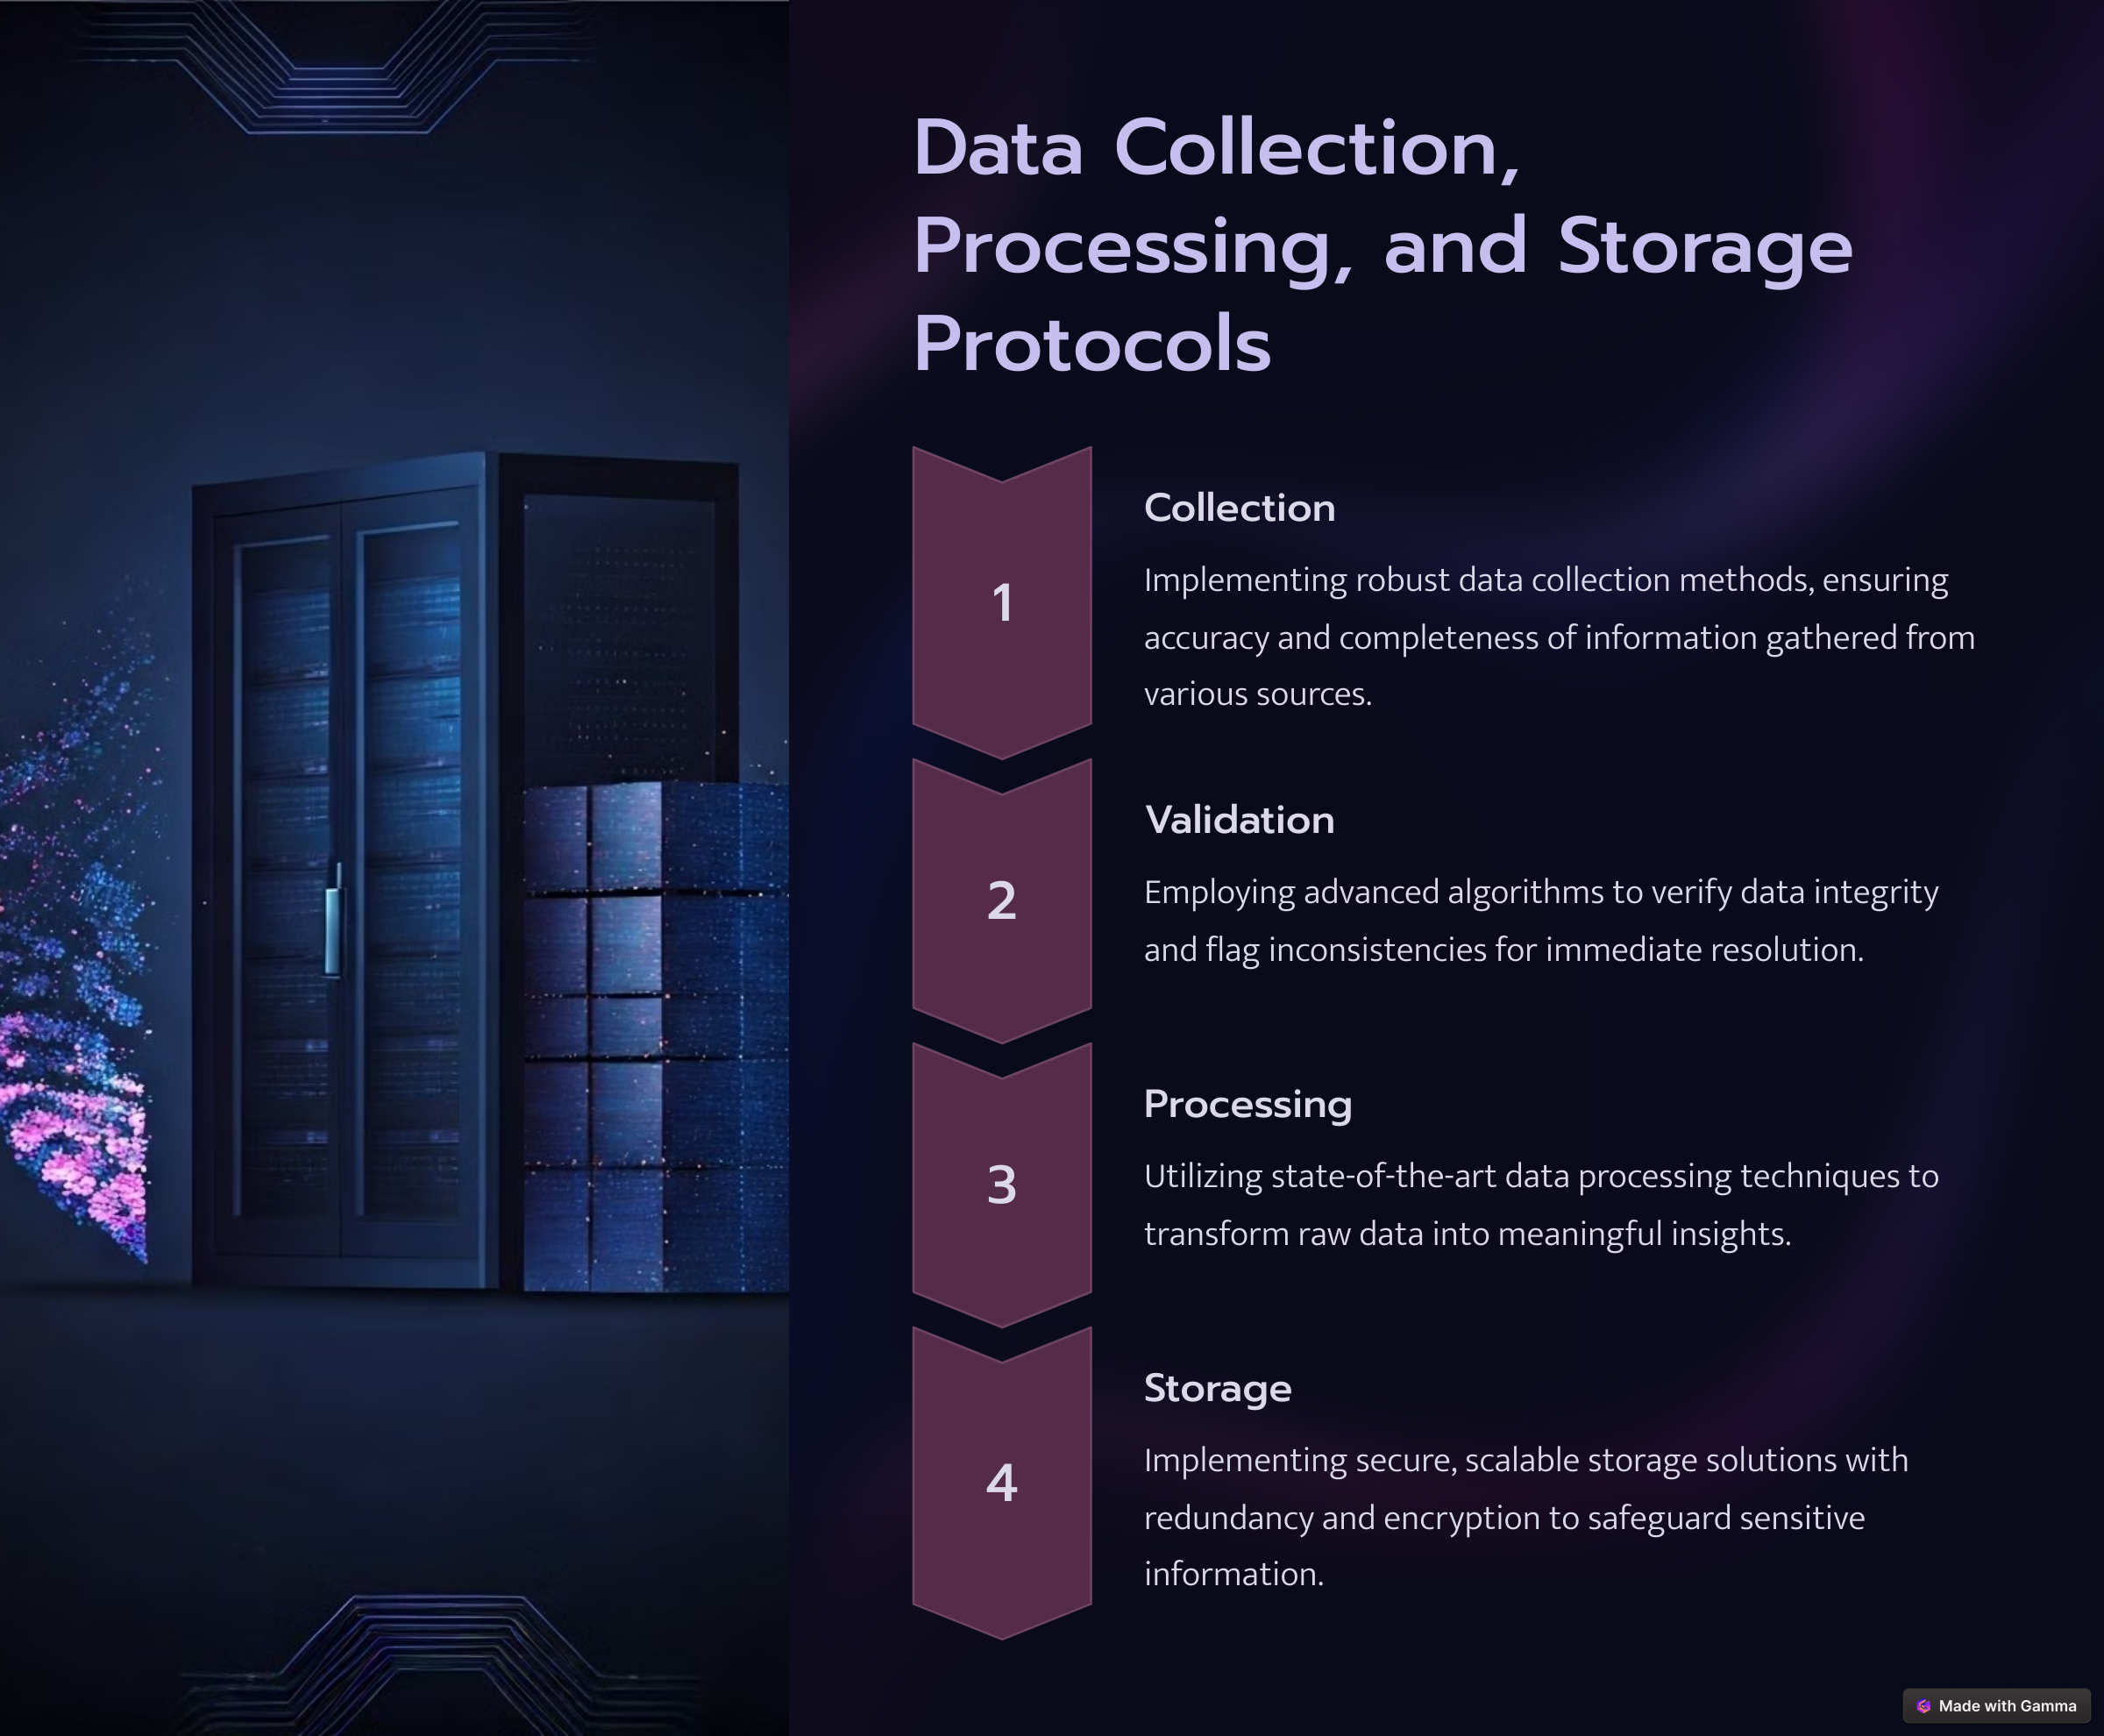 Data Collection,
Processing, and Storage
Protocols
1
Collection
Implementing robust data collection methods, ensuring
accuracy and completeness of information gathered from
various sources.
2
Validation
Employing advanced algorithms to verify data integrity
and flag inconsistencies for immediate resolution.
3
Processing
Utilizing state-of-the-art data processing techniques to
transform raw data into meaningful insights.
4
Storage
Implementing secure, scalable storage solutions with
redundancy and encryption to safeguard sensitive
information.
Made with Gamma